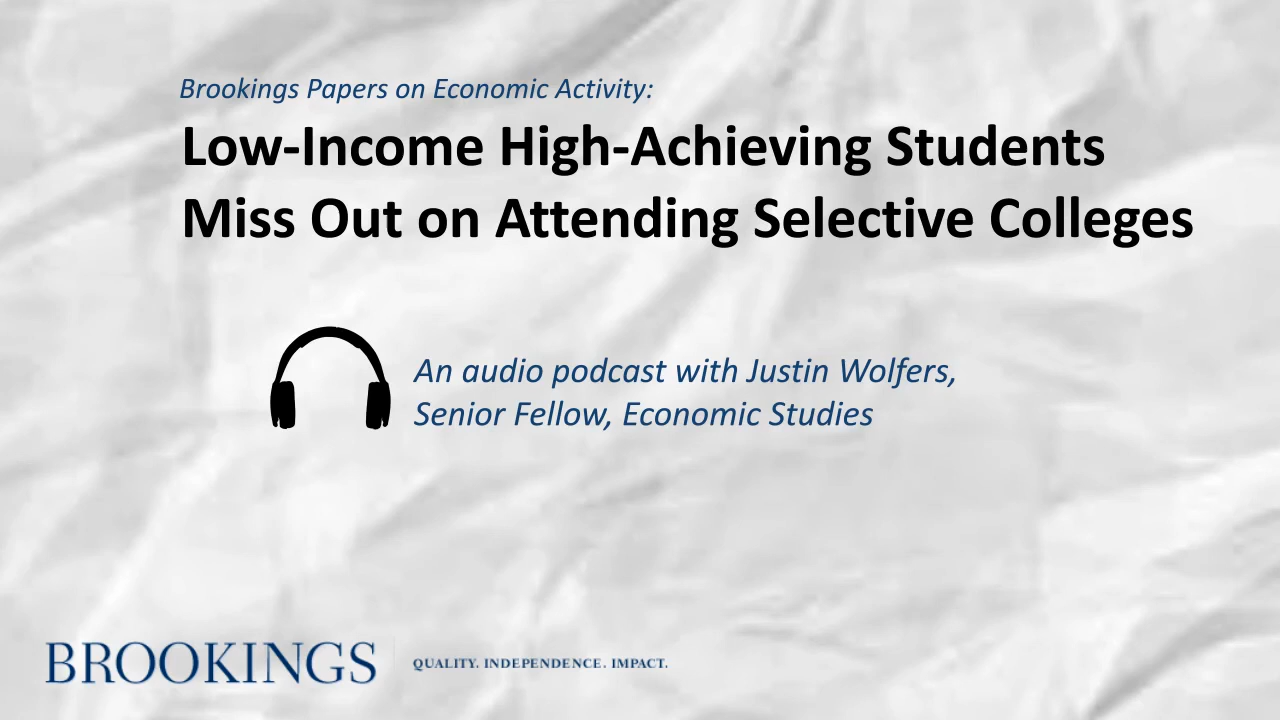 Brookings Papers on Economic Activity:
Low-Income High-Achieving Students
Miss Out on Attending Selective Colleges
An audio podcast with Justin Wolfers,
Senior Fellow, Economic Studies
BROOKINGS
QUALITY. INDEPENDENCE. IMPACT.